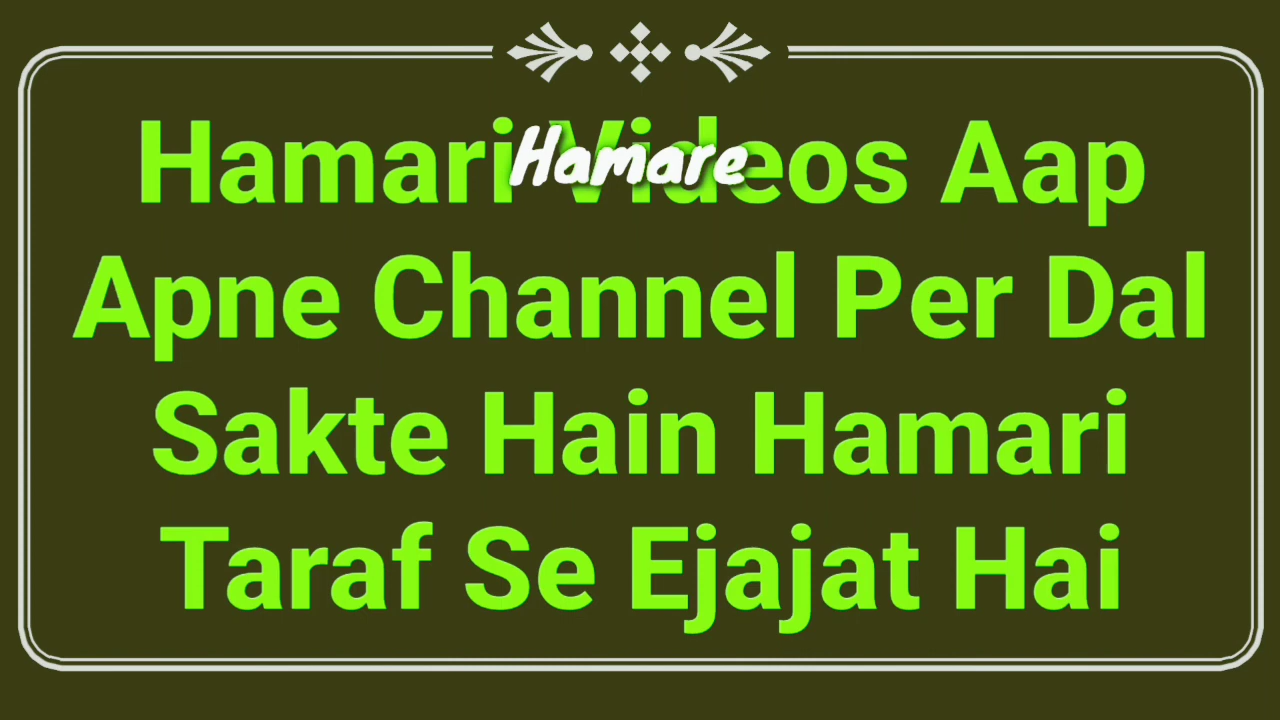 Hamari Videos Aap
Hamare
Apne Channel Per Dal
Sakte Hain Hamari
Taraf Se Ejajat Hai